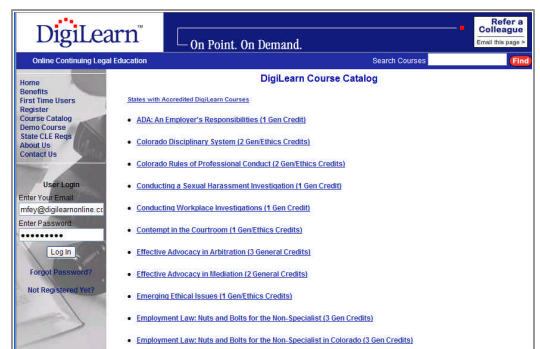 DigiLearn™
On Point. On Demand.
Refer a
Colleague
Email this page >
Online Continuing Legal Education
Search Courses
Find
Home
Benefits
First Time Users
Register
Course Catalog
Demo Course
State CLE Reqs
About Us
Contact Us
User Login
Enter Your Email:
mfey@digilearnonline.cc
Enter Password:
•••••••••
Log In
Forgot Password?
Not Registered Yet?
DigiLearn Course Catalog
States with Accredited DigiLearn Courses
• ADA: An Employer's Responsibilities (1 Gen Credit)
• Colorado Disciplinary System (2 Gen/Ethics Credits)
• Colorado Rules of Professional Conduct (2 Gen/Ethics Credits)
• Conducting a Sexual Harassment Investigation (1 Gen Credit)
• Conducting Workplace Investigations (1 Gen Credit)
• Contempt in the Courtroom (1 Gen/Ethics Credits)
• Effective Advocacy in Arbitration (3 General Credits)
• Effective Advocacy in Mediation (2 General Credits)
• Emerging Ethical Issues (1 Gen/Ethics Credits)
• Employment Law: Nuts and Bolts for the Non-Specialist (3 Gen Credits)
• Employment Law: Nuts and Bolts for the Non-Specialist in Colorado (3 Gen Credits)